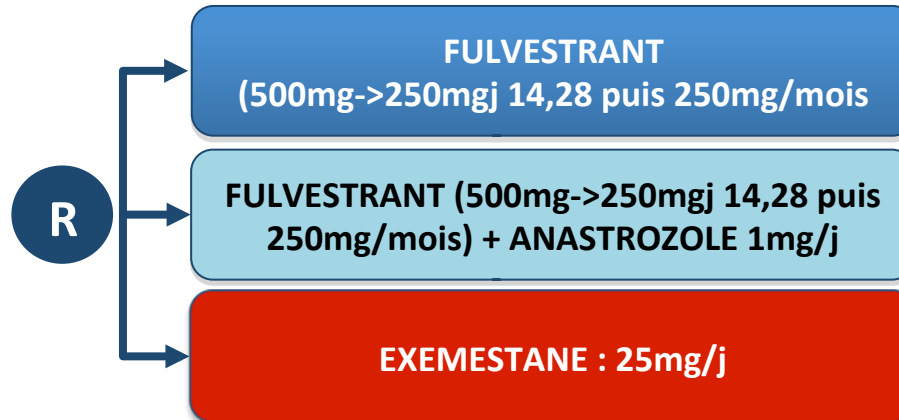 FULVESTRANT
(500mg->250mgj 14,28 puis 250mg/mois
R
FULVESTRANT (500mg->250mgj 14,28 puis
250mg/mois) + ANASTROZOLE 1mg/j
EXEMESTANE : 25mg/j